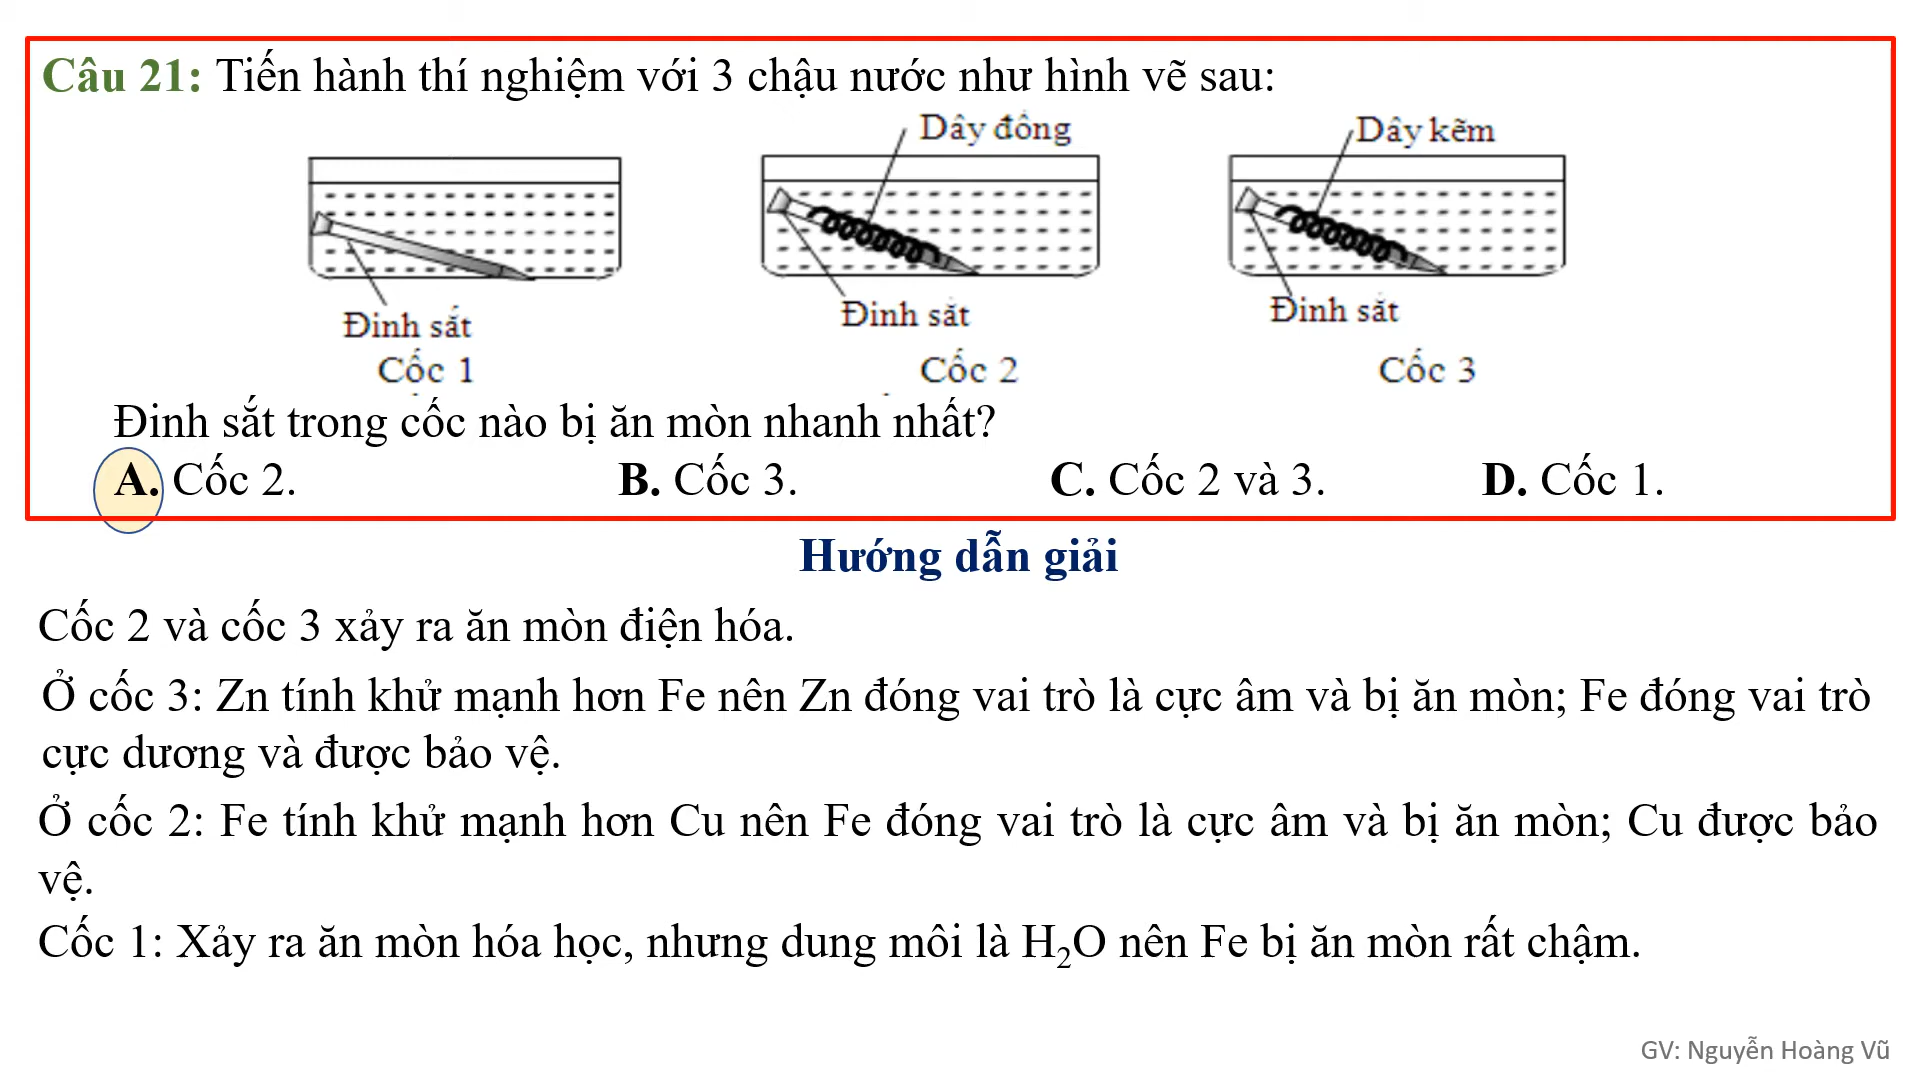 Câu 21: Tiến hành thí nghiệm với 3 chậu nước như hình vẽ sau:
Dây đồng
Dây kẽm
Đinh sắt
Đinh sắt
Đinh sắt
Cốc 1
Cốc 2
Cốc 3
Đinh sắt trong cốc nào bị ăn mòn nhanh nhất?
A. Cốc 2. B. Cốc 3. C. Cốc 2 và 3. D. Cốc 1.
Hướng dẫn giải
Cốc 2 và cốc 3 xảy ra ăn mòn điện hóa.
Ở cốc 3: Zn tính khử mạnh hơn Fe nên Zn đóng vai trò là cực âm và bị ăn mòn; Fe đóng vai trò
cực dương và được bảo vệ.
Ở cốc 2: Fe tính khử mạnh hơn Cu nên Fe đóng vai trò là cực âm và bị ăn mòn; Cu được bảo
vệ.
Cốc 1: Xảy ra ăn mòn hóa học, nhưng dung môi là H₂O nên Fe bị ăn mòn rất chậm.
GV: Nguyễn Hoàng Vũ